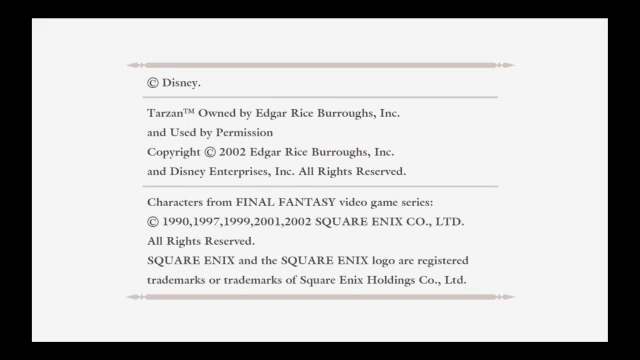 © Disney.
Tarzan™ Owned by Edgar Rice Burroughs, Inc.
and Used by Permission
Copyright © 2002 Edgar Rice Burroughs, Inc.
and Disney Enterprises, Inc. All Rights Reserved.
Characters from FINAL FANTASY video game series:
© 1990,1997,1999,2001,2002 SQUARE ENIX CO., LTD.
All Rights Reserved.
SQUARE ENIX and the SQUARE ENIX logo are registered
trademarks or trademarks of Square Enix Holdings Co., Ltd.